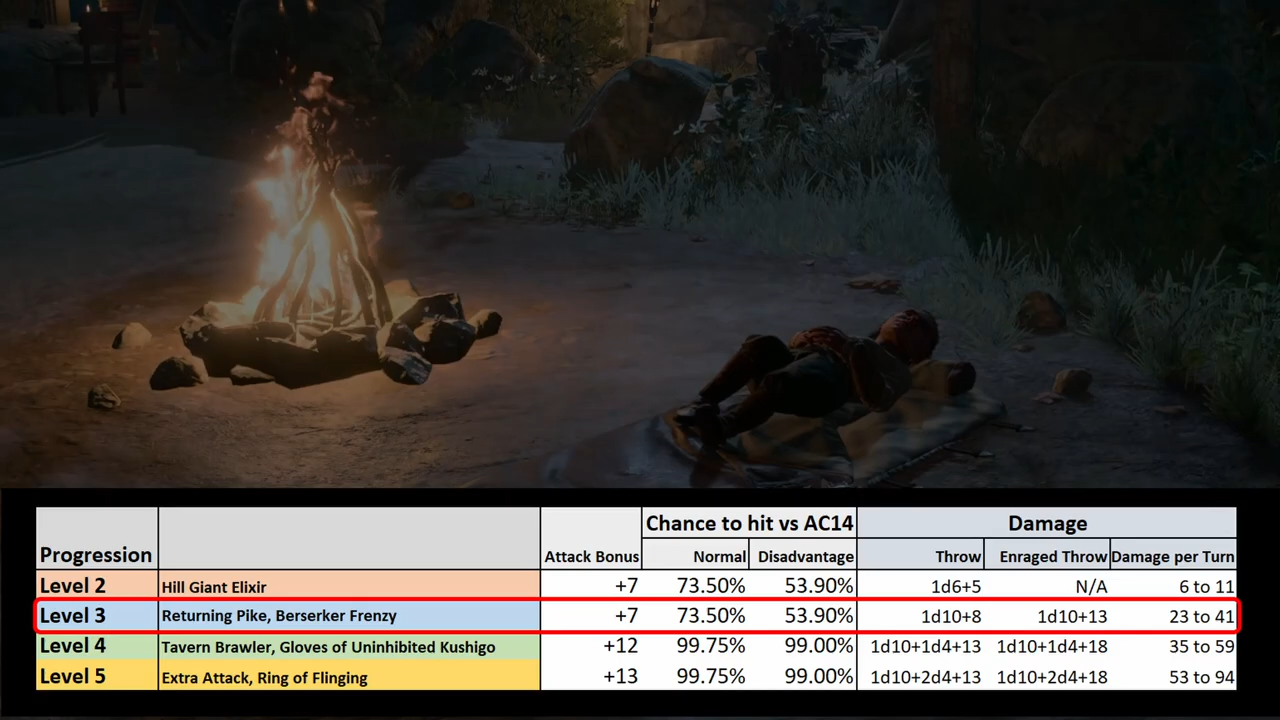 Chance to hit vs AC14 Damage
Progression Attack Bonus Normal Disadvantage Throw Enraged Throw Damage per Turn
Level 2 Hill Giant Elixir +7 73.50% 53.90% 1d6+5 N/A 6 to 11
Level 3 Returning Pike, Berserker Frenzy +7 73.50% 53.90% 1d10+8 1d10+13 23 to 41
Level 4 Tavern Brawler, Gloves of Uninhibited Kushigo +12 99.75% 99.00% 1d10+1d4+13 1d10+1d4+18 35 to 59
Level 5 Extra Attack, Ring of Flinging +13 99.75% 99.00% 1d10+2d4+13 1d10+2d4+18 53 to 94